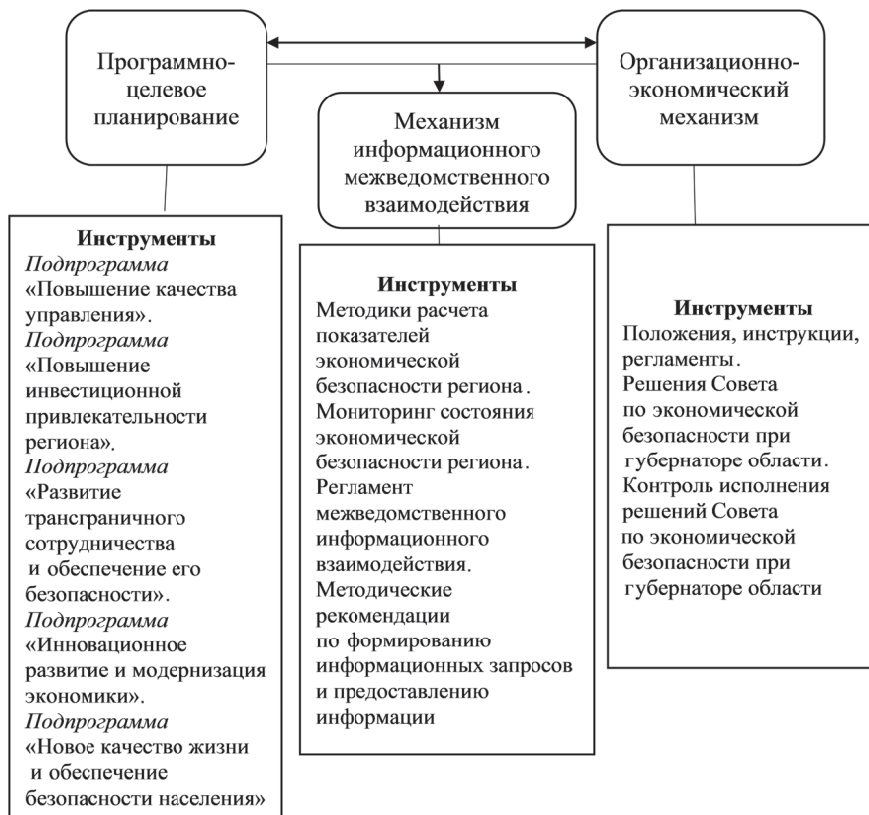 Программно-
целевое
планирование
Организационно-
экономический
механизм
Механизм
информационного
межведомственного
взаимодействия
Инструменты
Подпрограмма
«Повышение качества
управления».
Подпрограмма
«Повышение
инвестиционной
привлекательности
региона».
Подпрограмма
«Развитие
трансграничного
сотрудничества
и обеспечение его
безопасности».
Подпрограмма
«Инновационное
развитие и модернизация
экономики».
Подпрограмма
«Новое качество жизни
и обеспечение
безопасности населения»
Инструменты
Методики расчета
показателей
экономической
безопасности региона.
Мониторинг состояния
экономической
безопасности региона.
Регламент
межведомственного
информационного
взаимодействия.
Методические
рекомендации
по формированию
информационных запросов
и предоставлению
информации
Инструменты
Положения, инструкции,
регламенты.
Решения Совета
по экономической
безопасности при
губернаторе области.
Контроль исполнения
решений Совета
по экономической
безопасности при
губернаторе области